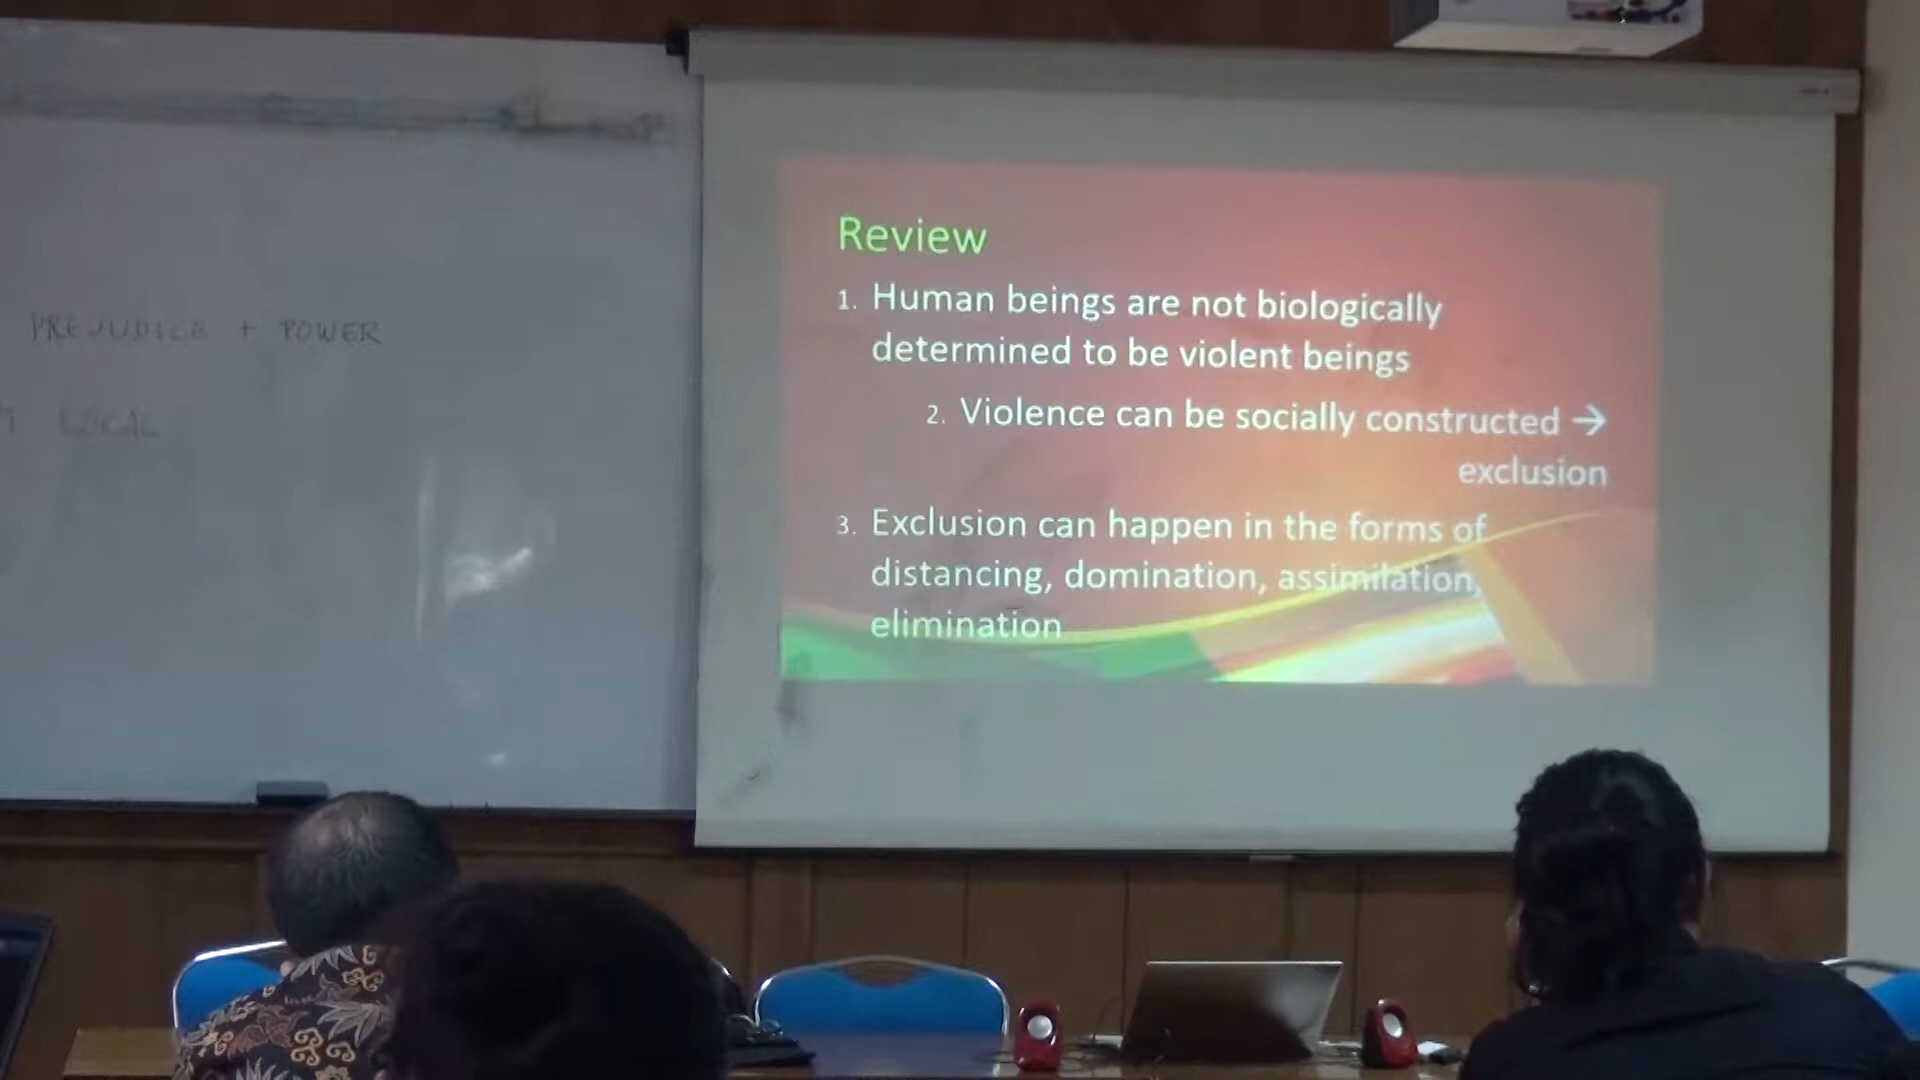 PREJUDICE + POWER
LOKAL
Review
1. Human beings are not biologically
determined to be violent beings
2. Violence can be socially constructed →
exclusion
3. Exclusion can happen in the forms of
distancing, domination, assimilation,
elimination